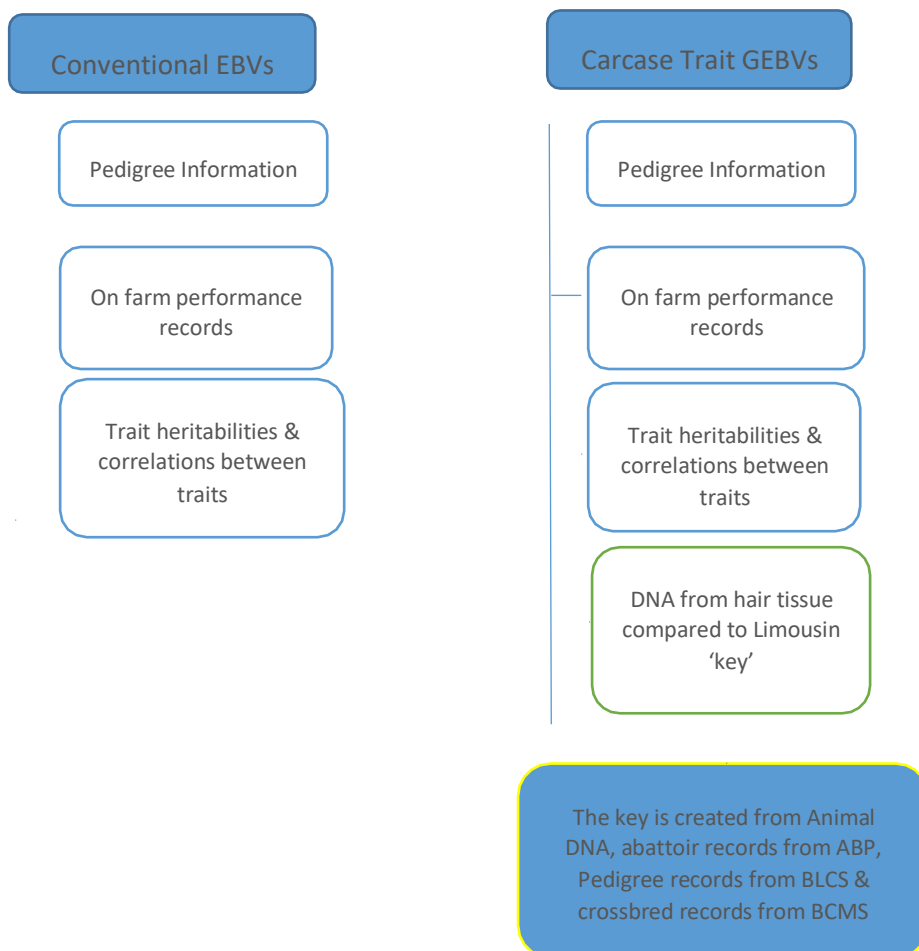 Conventional EBVs
Pedigree Information
On farm performance
records
Trait heritabilities &
correlations between
traits
Carcase Trait GEBVs
Pedigree Information
On farm performance
records
Trait heritabilities &
correlations between
traits
DNA from hair tissue
compared to Limousin
‘key’
The key is created from Animal
DNA, abattoir records from ABP,
Pedigree records from BLCS &
crossbred records from BCMS